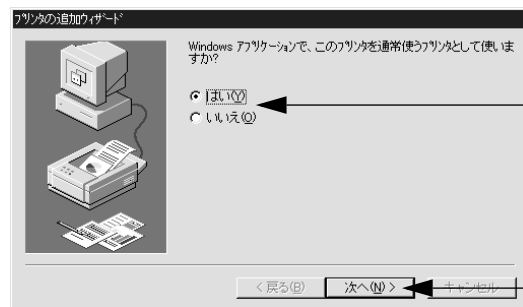 プリンタの追加ウィザード
Windows アプリケーションで、このプリンタを通常使うプリンタとして使いま
すか?
はい(Y)
いいえ(O)
< 戻る(B)
次へ(N) >
キャンセル